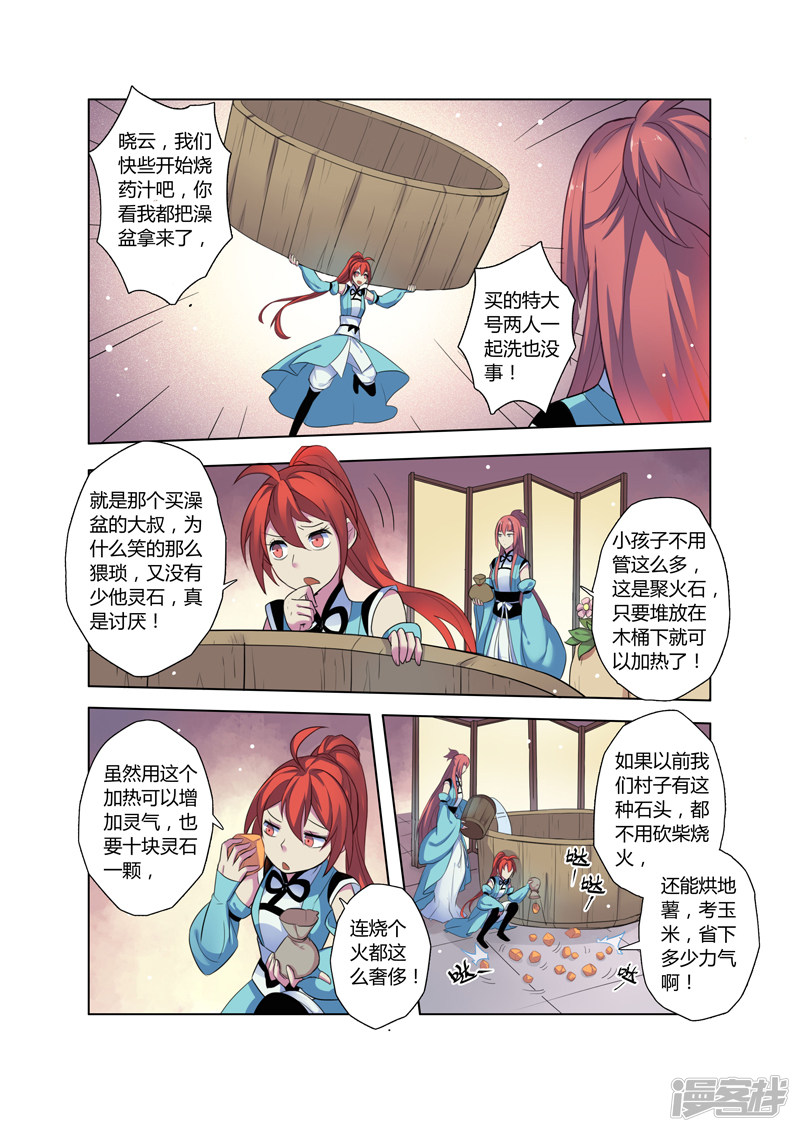 晓云，我们
快些开始烧
药汁吧，你
看我都把澡
盆拿来了，
买的特大
号两人一
起洗也没
事！
就是那个买澡
盆的大叔，为
什么笑的那么
猥琐，又没有
少他灵石，真
是讨厌！
小孩子不用
管这么多，
这是聚火石，
只要堆放在
木桶下就可
以加热了！
虽然用这个
加热可以增
加灵气，也
要十块灵石
一颗，
连烧个
火都这
么奢侈！
如果以前我
们村子有这
种石头，都
不用砍柴烧
火，
还能烘地
薯，考玉
米，省下
多少力气
啊！
哒
哒
哒
哒
漫客栈